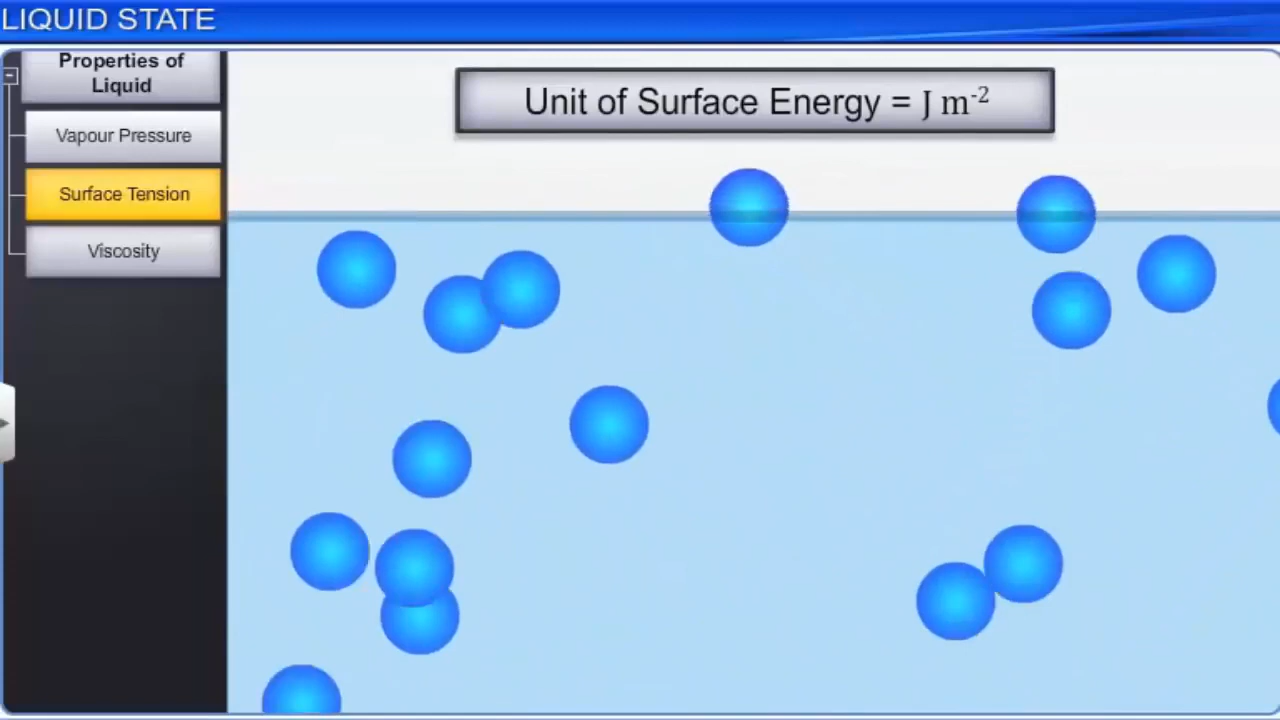 LIQUID STATE
Properties of
Liquid
Vapour Pressure
Surface Tension
Viscosity
Unit of Surface Energy = J m⁻²